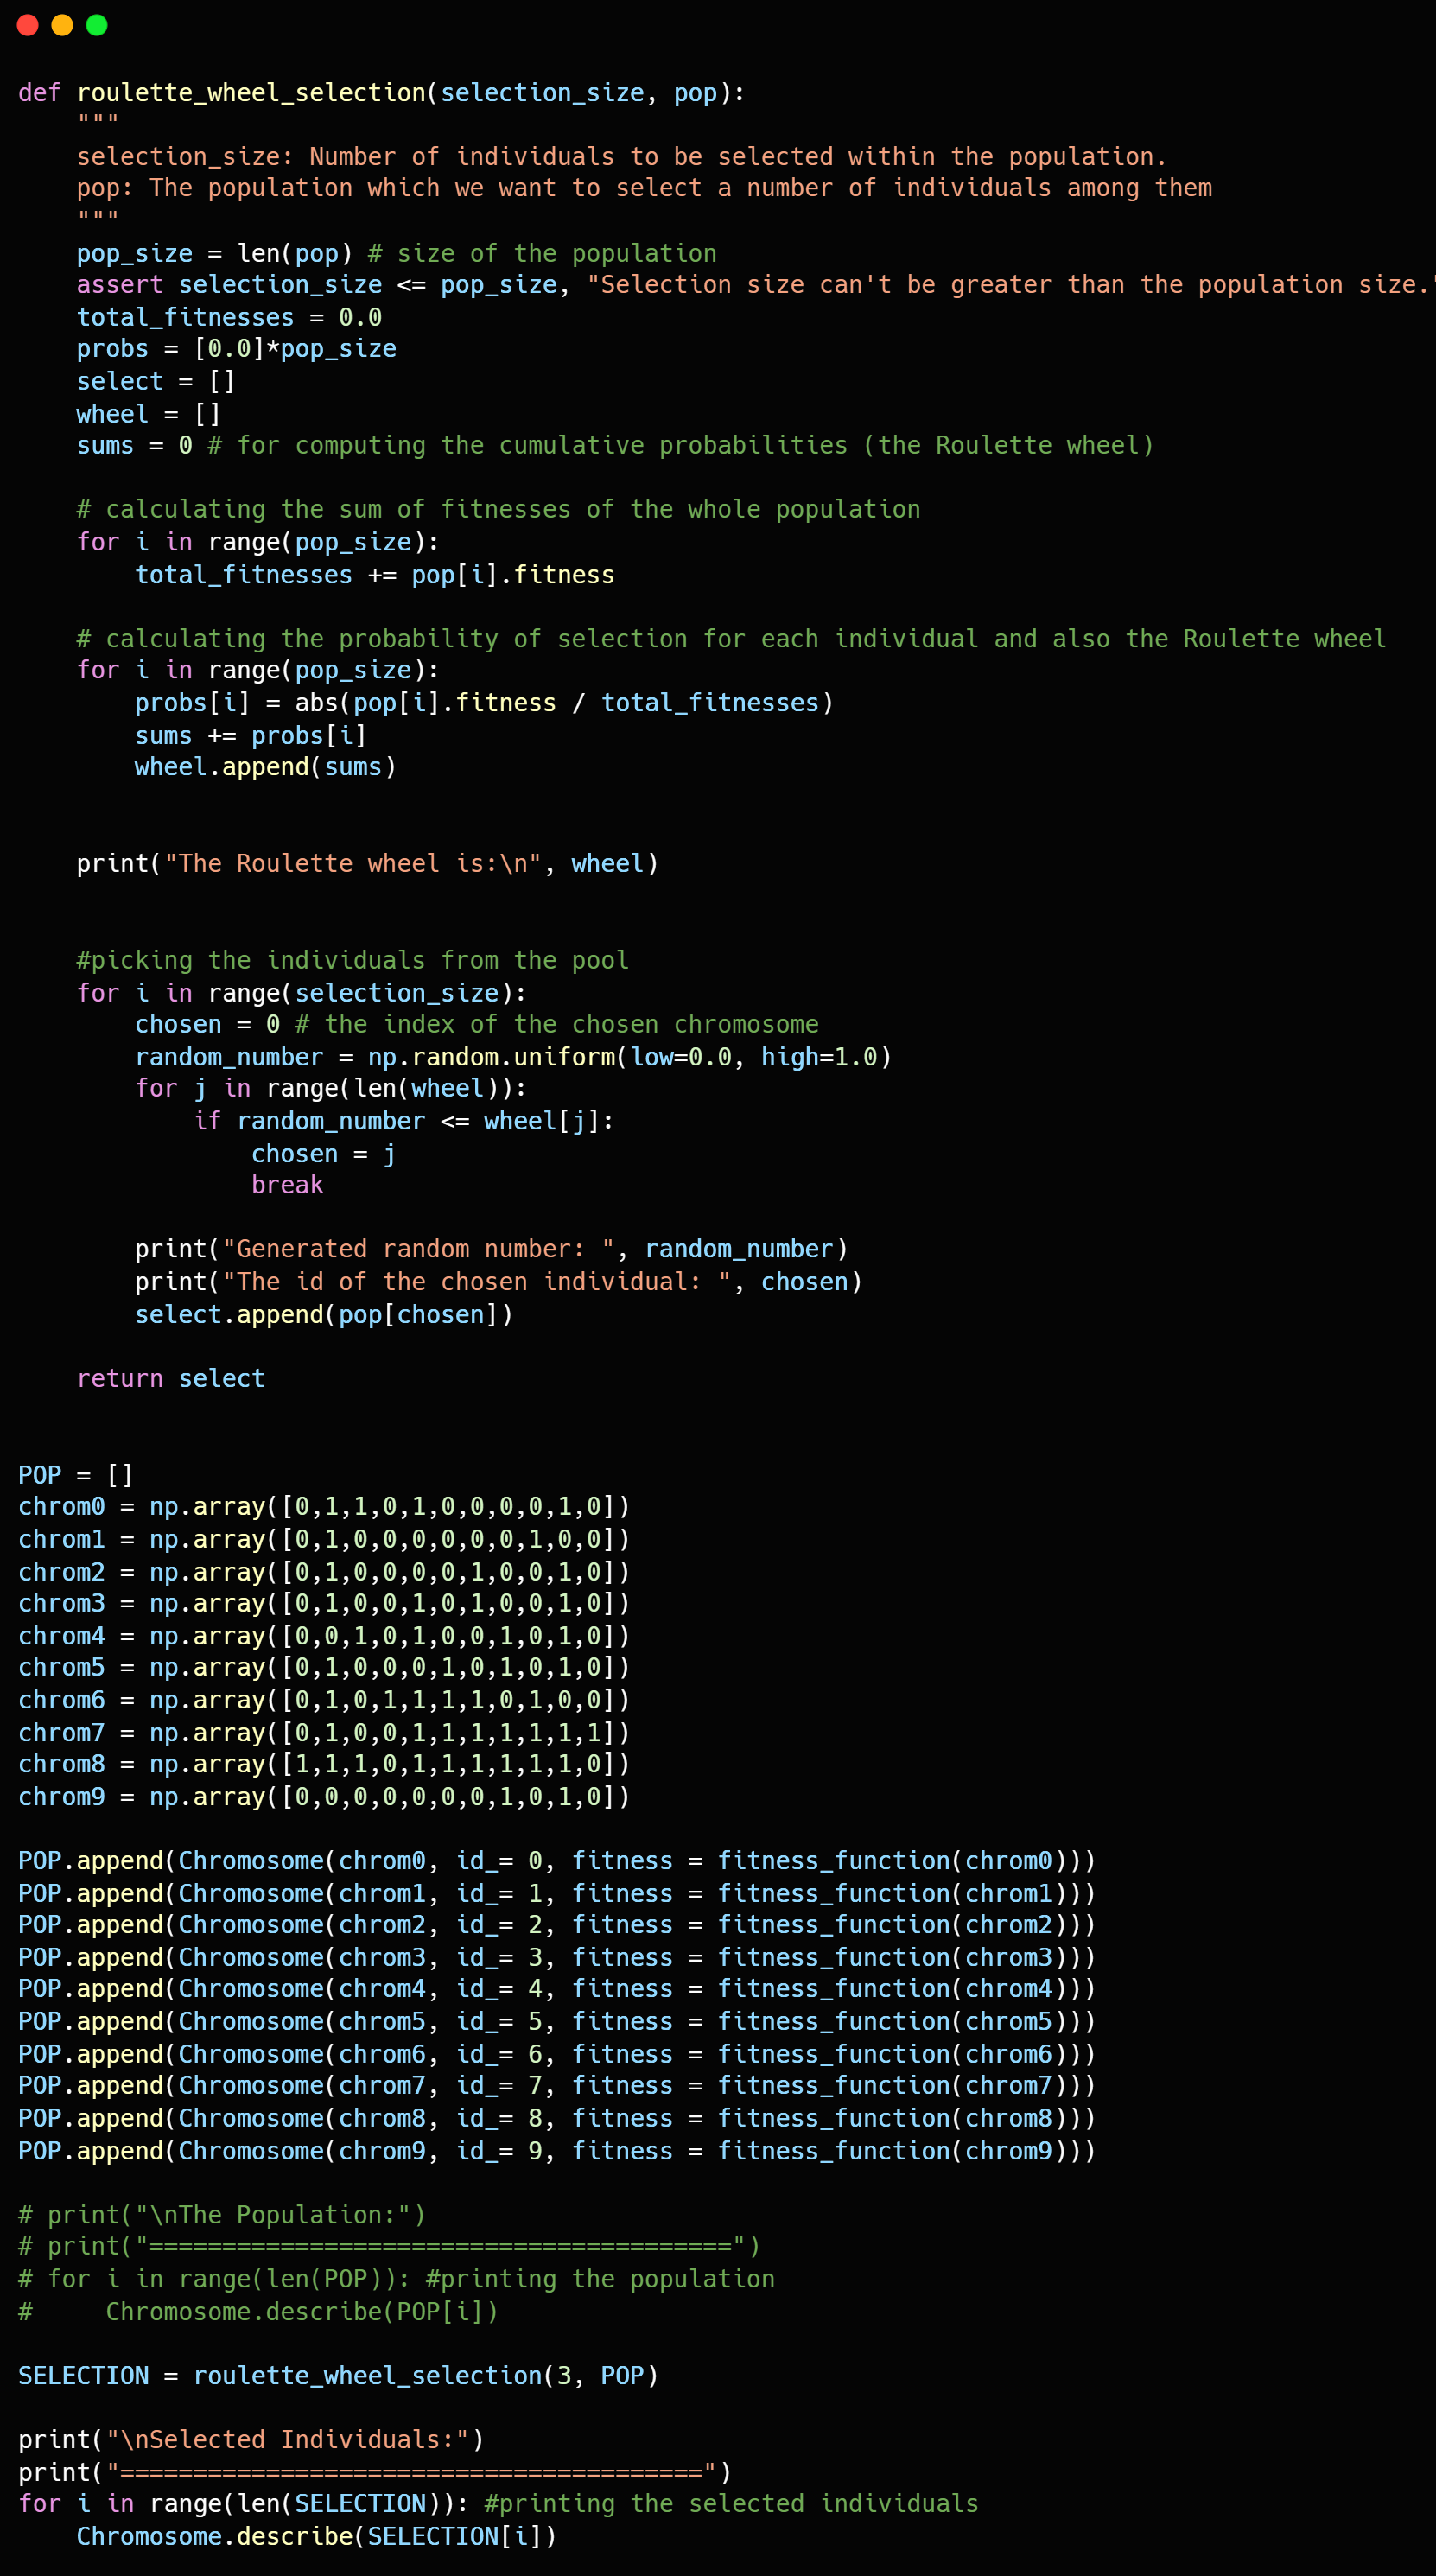 def roulette_wheel_selection(selection_size, pop):
    """
    selection_size: Number of individuals to be selected within the population.
    pop: The population which we want to select a number of individuals among them
    """
    pop_size = len(pop) # size of the population
    assert selection_size <= pop_size, "Selection size can't be greater than the population size."
    total_fitnesses = 0.0
    probs = [0.0]*pop_size
    select = []
    wheel = []
    sums = 0 # for computing the cumulative probabilities (the Roulette wheel)

    # calculating the sum of fitnesses of the whole population
    for i in range(pop_size):
        total_fitnesses += pop[i].fitness

    # calculating the probability of selection for each individual and also the Roulette wheel
    for i in range(pop_size):
        probs[i] = abs(pop[i].fitness / total_fitnesses)
        sums += probs[i]
        wheel.append(sums)


    print("The Roulette wheel is:\n", wheel)


    #picking the individuals from the pool
    for i in range(selection_size):
        chosen = 0 # the index of the chosen chromosome
        random_number = np.random.uniform(low=0.0, high=1.0)
        for j in range(len(wheel)):
            if random_number <= wheel[j]:
                chosen = j
                break

        print("Generated random number: ", random_number)
        print("The id of the chosen individual: ", chosen)
        select.append(pop[chosen])

    return select


POP = []
chrom0 = np.array([0,1,1,0,1,0,0,0,0,1,0])
chrom1 = np.array([0,1,0,0,0,0,0,0,1,0,0])
chrom2 = np.array([0,1,0,0,0,0,1,0,0,1,0])
chrom3 = np.array([0,1,0,0,1,0,1,0,0,1,0])
chrom4 = np.array([0,0,1,0,1,0,0,1,0,1,0])
chrom5 = np.array([0,1,0,0,0,1,0,1,0,1,0])
chrom6 = np.array([0,1,0,1,1,1,1,0,1,0,0])
chrom7 = np.array([0,1,0,0,1,1,1,1,1,1,1])
chrom8 = np.array([1,1,1,0,1,1,1,1,1,1,0])
chrom9 = np.array([0,0,0,0,0,0,0,1,0,1,0])

POP.append(Chromosome(chrom0, id_= 0, fitness = fitness_function(chrom0)))
POP.append(Chromosome(chrom1, id_= 1, fitness = fitness_function(chrom1)))
POP.append(Chromosome(chrom2, id_= 2, fitness = fitness_function(chrom2)))
POP.append(Chromosome(chrom3, id_= 3, fitness = fitness_function(chrom3)))
POP.append(Chromosome(chrom4, id_= 4, fitness = fitness_function(chrom4)))
POP.append(Chromosome(chrom5, id_= 5, fitness = fitness_function(chrom5)))
POP.append(Chromosome(chrom6, id_= 6, fitness = fitness_function(chrom6)))
POP.append(Chromosome(chrom7, id_= 7, fitness = fitness_function(chrom7)))
POP.append(Chromosome(chrom8, id_= 8, fitness = fitness_function(chrom8)))
POP.append(Chromosome(chrom9, id_= 9, fitness = fitness_function(chrom9)))

# print("\nThe Population:")
# print("========================================")
# for i in range(len(POP)): #printing the population
#     Chromosome.describe(POP[i])

SELECTION = roulette_wheel_selection(3, POP)

print("\nSelected Individuals:")
print("========================================")
for i in range(len(SELECTION)): #printing the selected individuals
    Chromosome.describe(SELECTION[i])